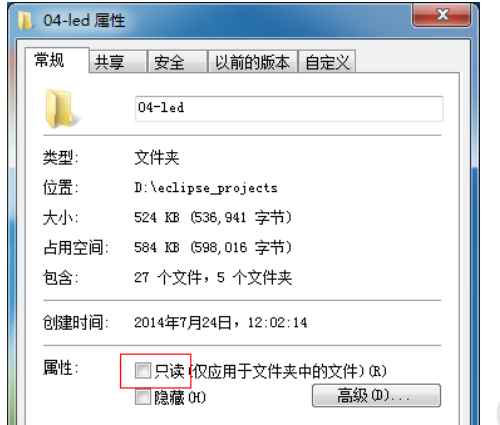 04-led 属性
常规 共享 安全 以前的版本 自定义
04-led
类型: 文件夹
位置: D:\eclipse_projects
大小: 524 KB (536,941 字节)
占用空间: 584 KB (598,016 字节)
包含: 27 个文件，5 个文件夹
创建时间: 2014年7月24日，12:02:14
属性: 只读(仅应用于文件夹中的文件)(R)
隐藏(H) 高级(D)...